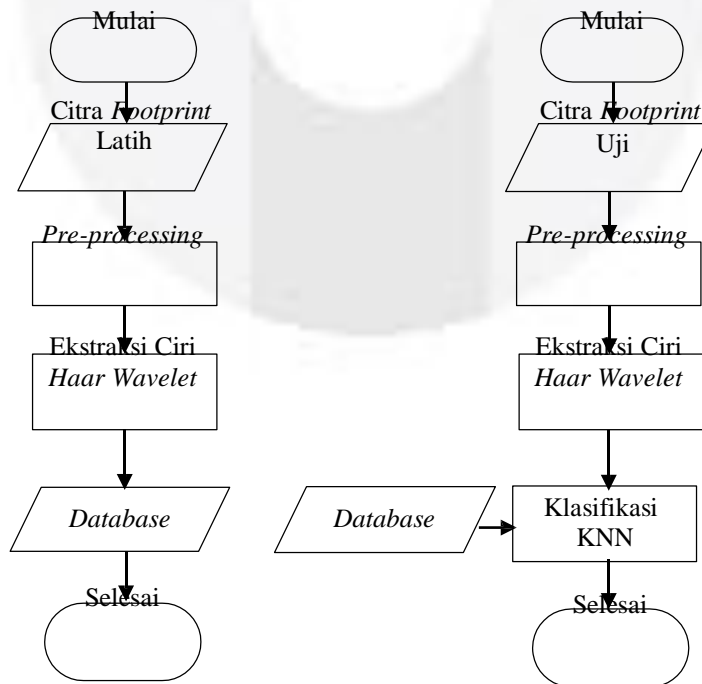 Mulai
Citra Footprint
Latih
Pre-processing
Ekstraksi Ciri
Haar Wavelet
Database
Selesai
Mulai
Citra Footprint
Uji
Pre-processing
Ekstraksi Ciri
Haar Wavelet
Database
Klasifikasi
KNN
Selesai